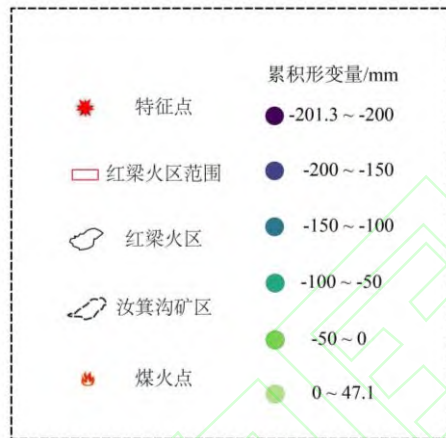 累积形变量/mm
特征点
-201.3 ~ -200
红梁火区范围
-200 ~ -150
红梁火区
-150 ~ -100
汝箕沟矿区
-100 ~ -50
-50 ~ 0
煤火点
0 ~ 47.1